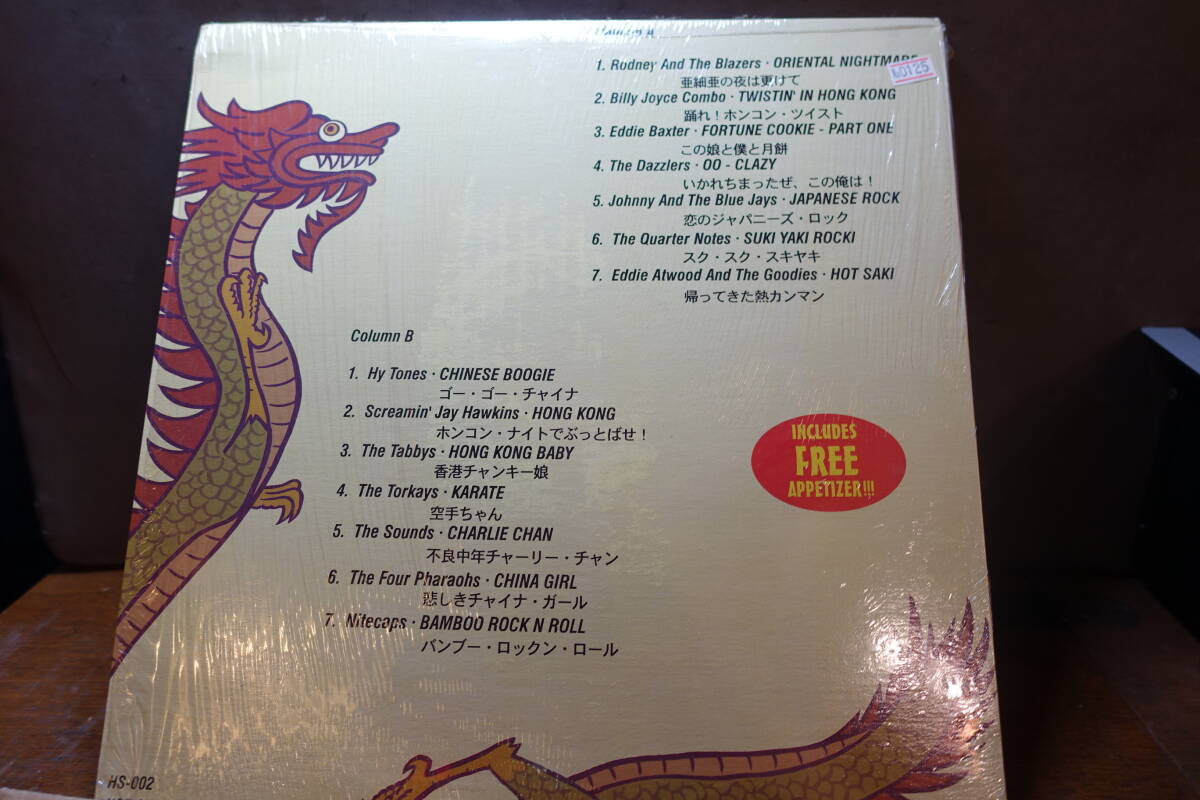 Column A
1. Rodney And The Blazers · ORIENTAL NIGHTMARE
亜細亜の夜は更けて
2. Billy Joyce Combo · TWISTIN' IN HONG KONG
踊れ！ホンコン・ツイスト
3. Eddie Baxter · FORTUNE COOKIE - PART ONE
この娘と僕と月餅
4. The Dazzlers · OO - CLAZY
いかれちまったぜ、この俺は！
5. Johnny And The Blue Jays · JAPANESE ROCK
恋のジャパニーズ・ロック
6. The Quarter Notes · SUKI YAKI ROCKI
スク・スク・スキヤキ
7. Eddie Atwood And The Goodies · HOT SAKI
帰ってきた熱カンマン
Column B
1. Hy Tones · CHINESE BOOGIE
ゴー・ゴー・チャイナ
2. Screamin' Jay Hawkins · HONG KONG
ホンコン・ナイトでぶっとばせ！
3. The Tabbys · HONG KONG BABY
香港チャンキー娘
4. The Torkays · KARATE
空手ちゃん
5. The Sounds · CHARLIE CHAN
不良中年チャーリー・チャン
6. The Four Pharaohs · CHINA GIRL
悲しきチャイナ・ガール
7. Nitecaps · BAMBOO ROCK N ROLL
バンブー・ロックン・ロール
INCLUDES
FREE
APPETIZER!!!
HS-002